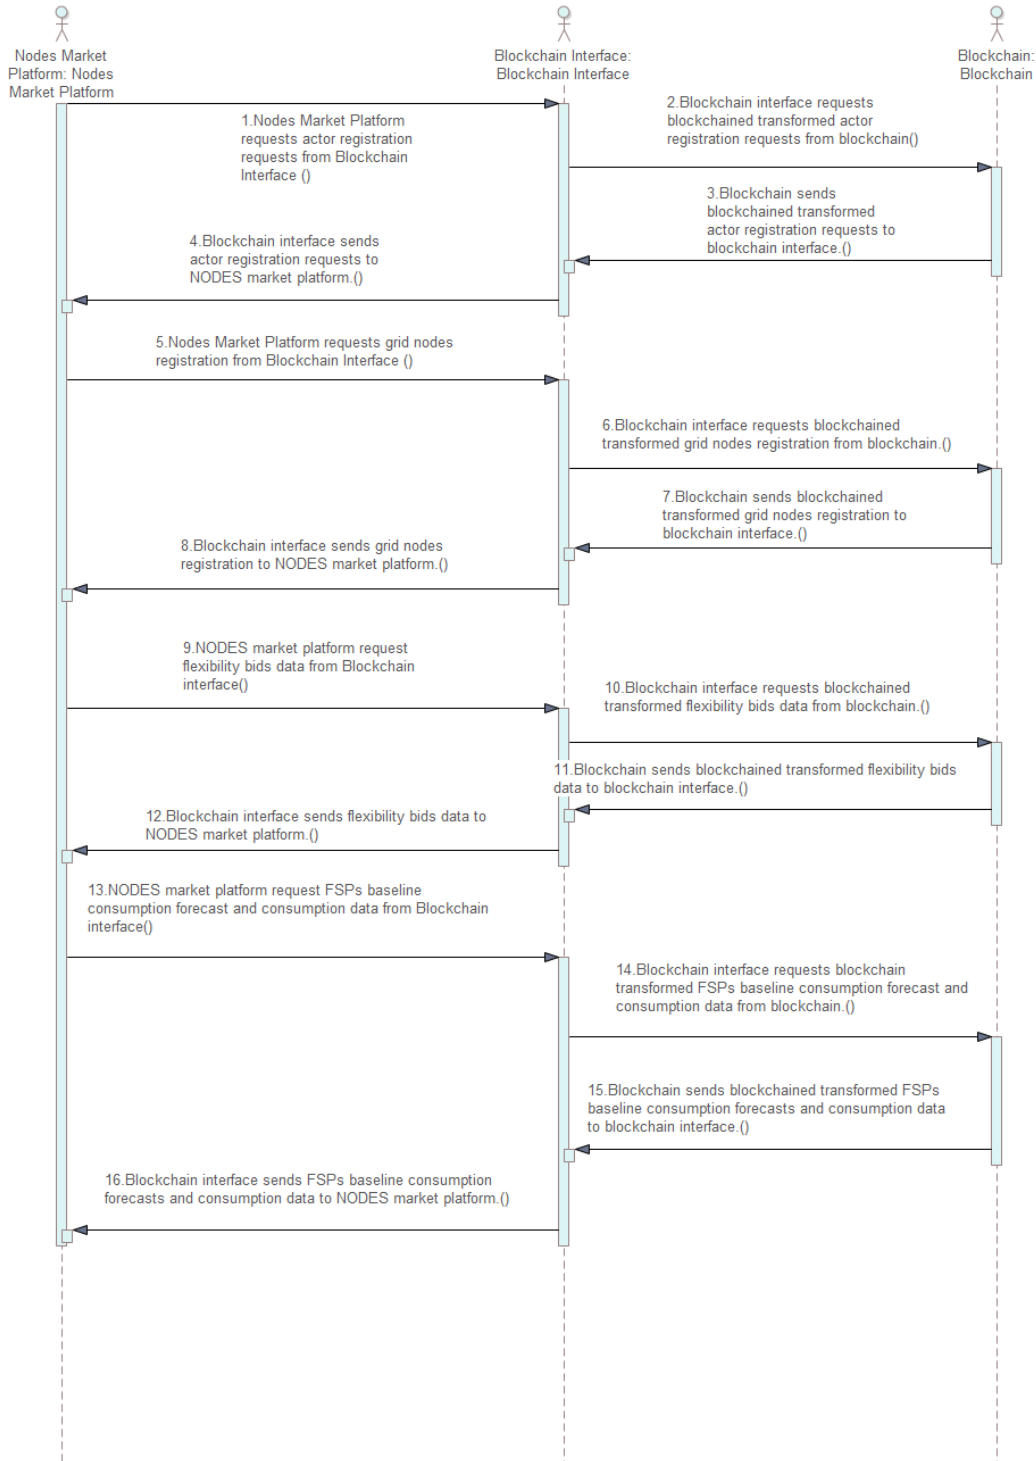 Nodes Market
Platform: Nodes
Market Platform
Blockchain Interface:
Blockchain Interface
Blockchain:
Blockchain
1.Nodes Market Platform
requests actor registration
requests from Blockchain
Interface ()
2.Blockchain interface requests
blockchained transformed actor
registration requests from blockchain()
3.Blockchain sends
blockchained transformed
actor registration requests to
blockchain interface.()
4.Blockchain interface sends
actor registration requests to
NODES market platform.()
5.Nodes Market Platform requests grid nodes
registration from Blockchain Interface ()
6.Blockchain interface requests blockchained
transformed grid nodes registration from blockchain.()
7.Blockchain sends blockchained
transformed grid nodes registration to
blockchain interface.()
8.Blockchain interface sends grid nodes
registration to NODES market platform.()
9.NODES market platform request
flexibility bids data from Blockchain
interface()
10.Blockchain interface requests blockchained
transformed flexibility bids data from blockchain.()
11.Blockchain sends blockchained transformed flexibility bids
data to blockchain interface.()
12.Blockchain interface sends flexibility bids data to
NODES market platform.()
13.NODES market platform request FSPs baseline
consumption forecast and consumption data from Blockchain
interface()
14.Blockchain interface requests blockchain
transformed FSPs baseline consumption forecast and
consumption data from blockchain.()
15.Blockchain sends blockchained transformed FSPs
baseline consumption forecasts and consumption data
to blockchain interface.()
16.Blockchain interface sends FSPs baseline consumption
forecasts and consumption data to NODES market platform.()